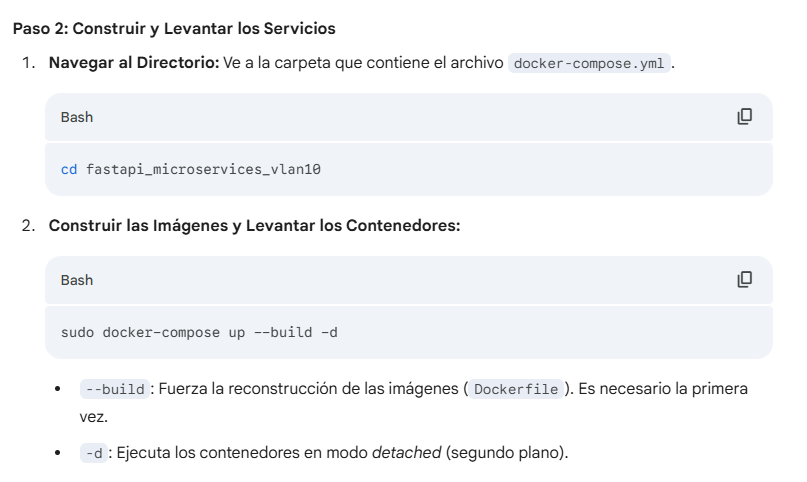 Paso 2: Construir y Levantar los Servicios
1. Navegar al Directorio: Ve a la carpeta que contiene el archivo docker-compose.yml .
Bash
cd fastapi_microservices_vlan10
2. Construir las Imágenes y Levantar los Contenedores:
Bash
sudo docker-compose up --build -d
• --build : Fuerza la reconstrucción de las imágenes ( Dockerfile ). Es necesario la primera
vez.
• -d : Ejecuta los contenedores en modo detached (segundo plano).